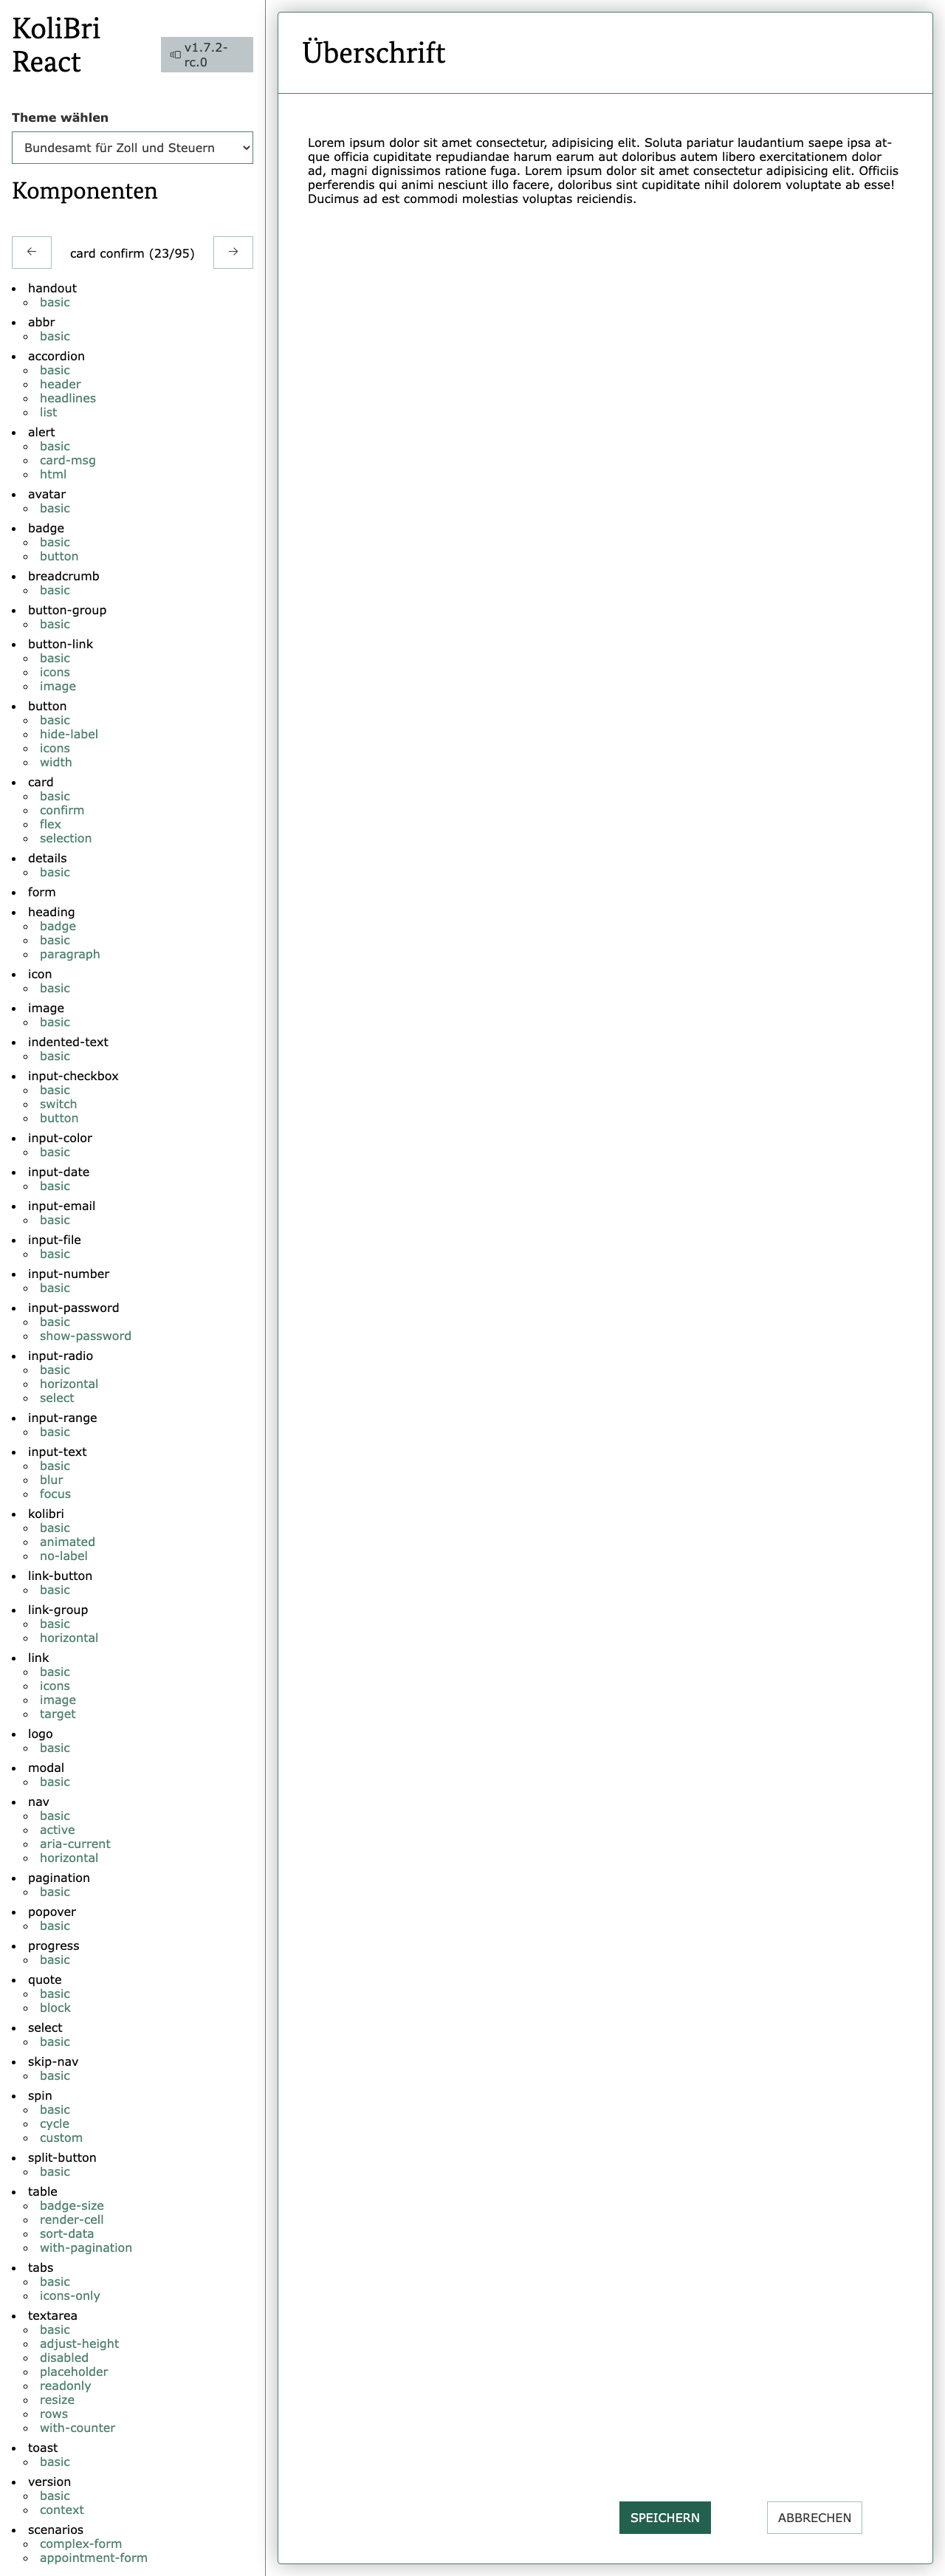 KoliBri
React
v1.7.2-
rc.0
Theme wählen
Bundesamt für Zoll und Steuern
Komponenten
card confirm (23/95)
handout
basic
abbr
basic
accordion
basic
header
headlines
list
alert
basic
card-msg
html
avatar
basic
badge
basic
button
breadcrumb
basic
button-group
basic
button-link
basic
icons
image
button
basic
hide-label
icons
width
card
basic
confirm
flex
selection
details
basic
form
heading
badge
basic
paragraph
icon
basic
image
basic
indented-text
basic
input-checkbox
basic
switch
button
input-color
basic
input-date
basic
input-email
basic
input-file
basic
input-number
basic
input-password
basic
show-password
input-radio
basic
horizontal
select
input-range
basic
input-text
basic
blur
focus
kolibri
basic
animated
no-label
link-button
basic
link-group
basic
horizontal
link
basic
icons
image
target
logo
basic
modal
basic
nav
basic
active
aria-current
horizontal
pagination
basic
popover
basic
progress
basic
quote
basic
block
select
basic
skip-nav
basic
spin
basic
cycle
custom
split-button
basic
table
badge-size
render-cell
sort-data
with-pagination
tabs
basic
icons-only
textarea
basic
adjust-height
disabled
placeholder
readonly
resize
rows
with-counter
toast
basic
version
basic
context
scenarios
complex-form
appointment-form
Überschrift
Lorem ipsum dolor sit amet consectetur, adipisicing elit. Soluta pariatur laudantium saepe ipsa at-
que officia cupiditate repudiandae harum earum aut doloribus autem libero exercitationem dolor
ad, magni dignissimos ratione fuga. Lorem ipsum dolor sit amet consectetur adipisicing elit. Officiis
perferendis qui animi nesciunt illo facere, doloribus sint cupiditate nihil dolorem voluptate ab esse!
Ducimus ad est commodi molestias voluptas reiciendis.
SPEICHERN
ABBRECHEN